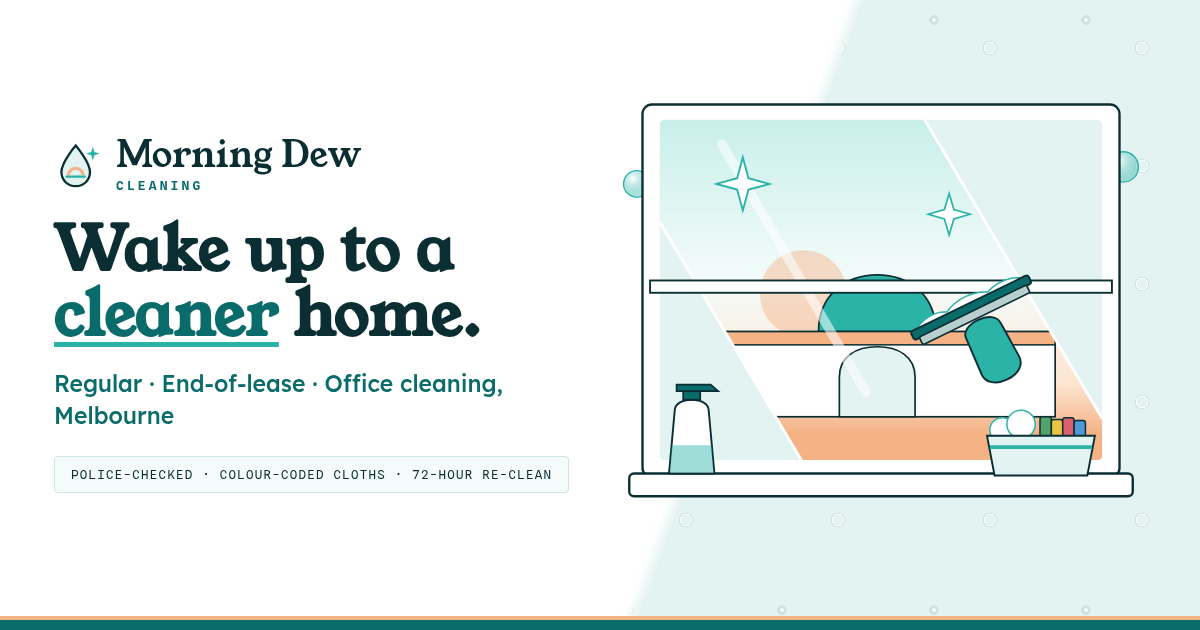 Morning Dew
CLEANING
Wake up to a
cleaner home.
Regular · End-of-lease · Office cleaning,
Melbourne
POLICE-CHECKED · COLOUR-CODED CLOTHS · 72-HOUR RE-CLEAN